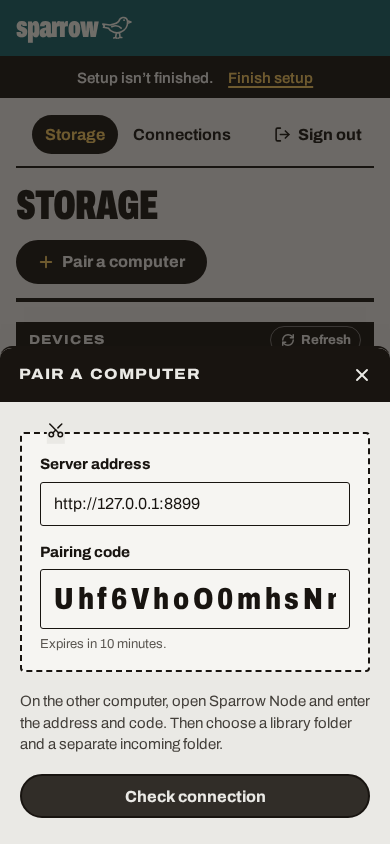 sparrow
Setup isn’t finished. Finish setup
Storage Connections Sign out
STORAGE
Pair a computer
DEVICES Refresh
PAIR A COMPUTER
Server address
http://127.0.0.1:8899
Pairing code
Expires in 10 minutes.
On the other computer, open Sparrow Node and enter
the address and code. Then choose a library folder
and a separate incoming folder.
Check connection